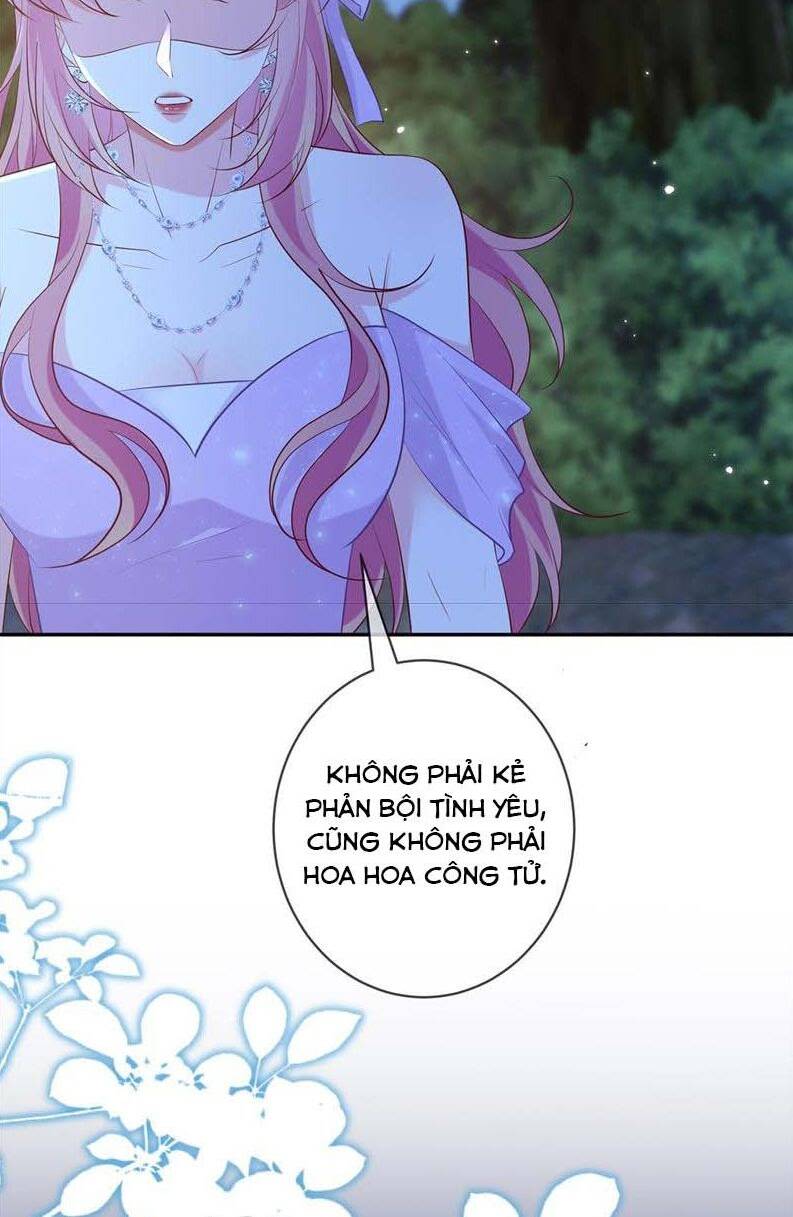 KHÔNG PHẢI KẺ
PHẢN BỘI TÌNH YÊU,
CŨNG KHÔNG PHẢI
HOA HOA CÔNG TỬ.